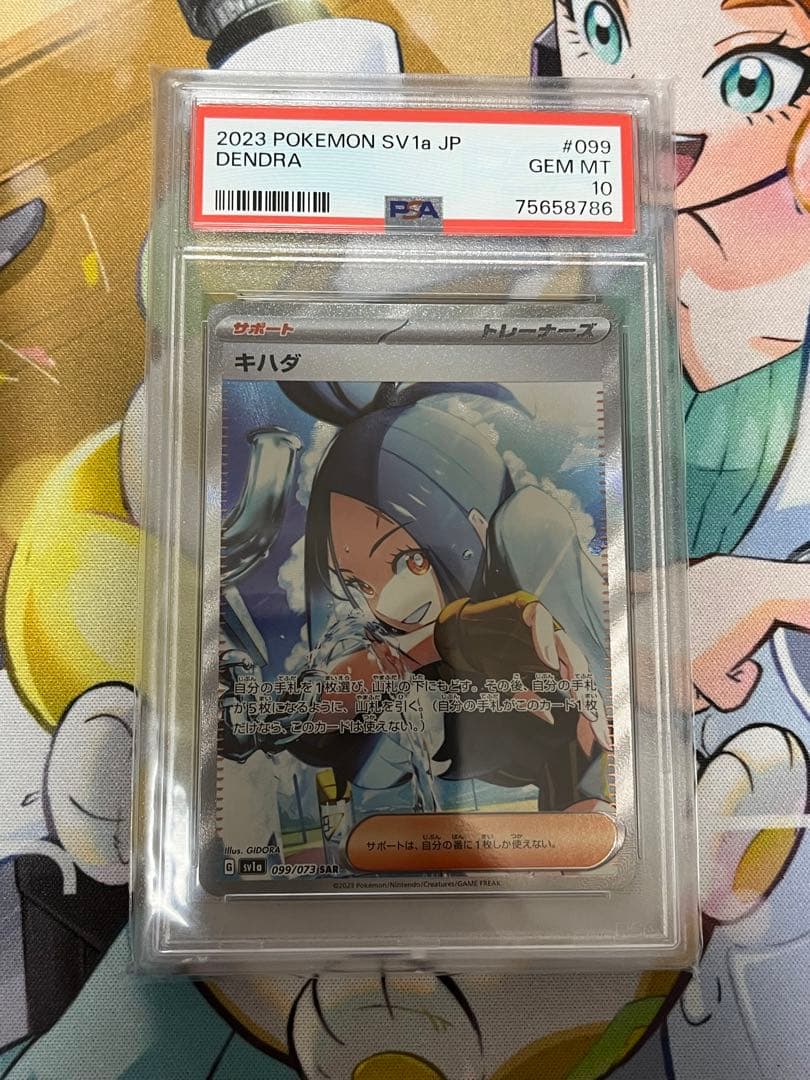 2023 POKEMON SV1a JP #099
DENDRA GEM MT
10
PSA 75658786
サポート トレーナーズ
キハダ
自分の手札を1枚選び、山札の下にもどす。その後、自分の手札
が5枚になるように、山札を引く。（自分の手札がこのカード1枚
だけなら、このカードは使えない。）
サポートは、自分の番に1枚しか使えない。
Illus. GIDORA
G sv1a 099/073 SAR
©2023 Pokémon/Nintendo/Creatures/GAME FREAK